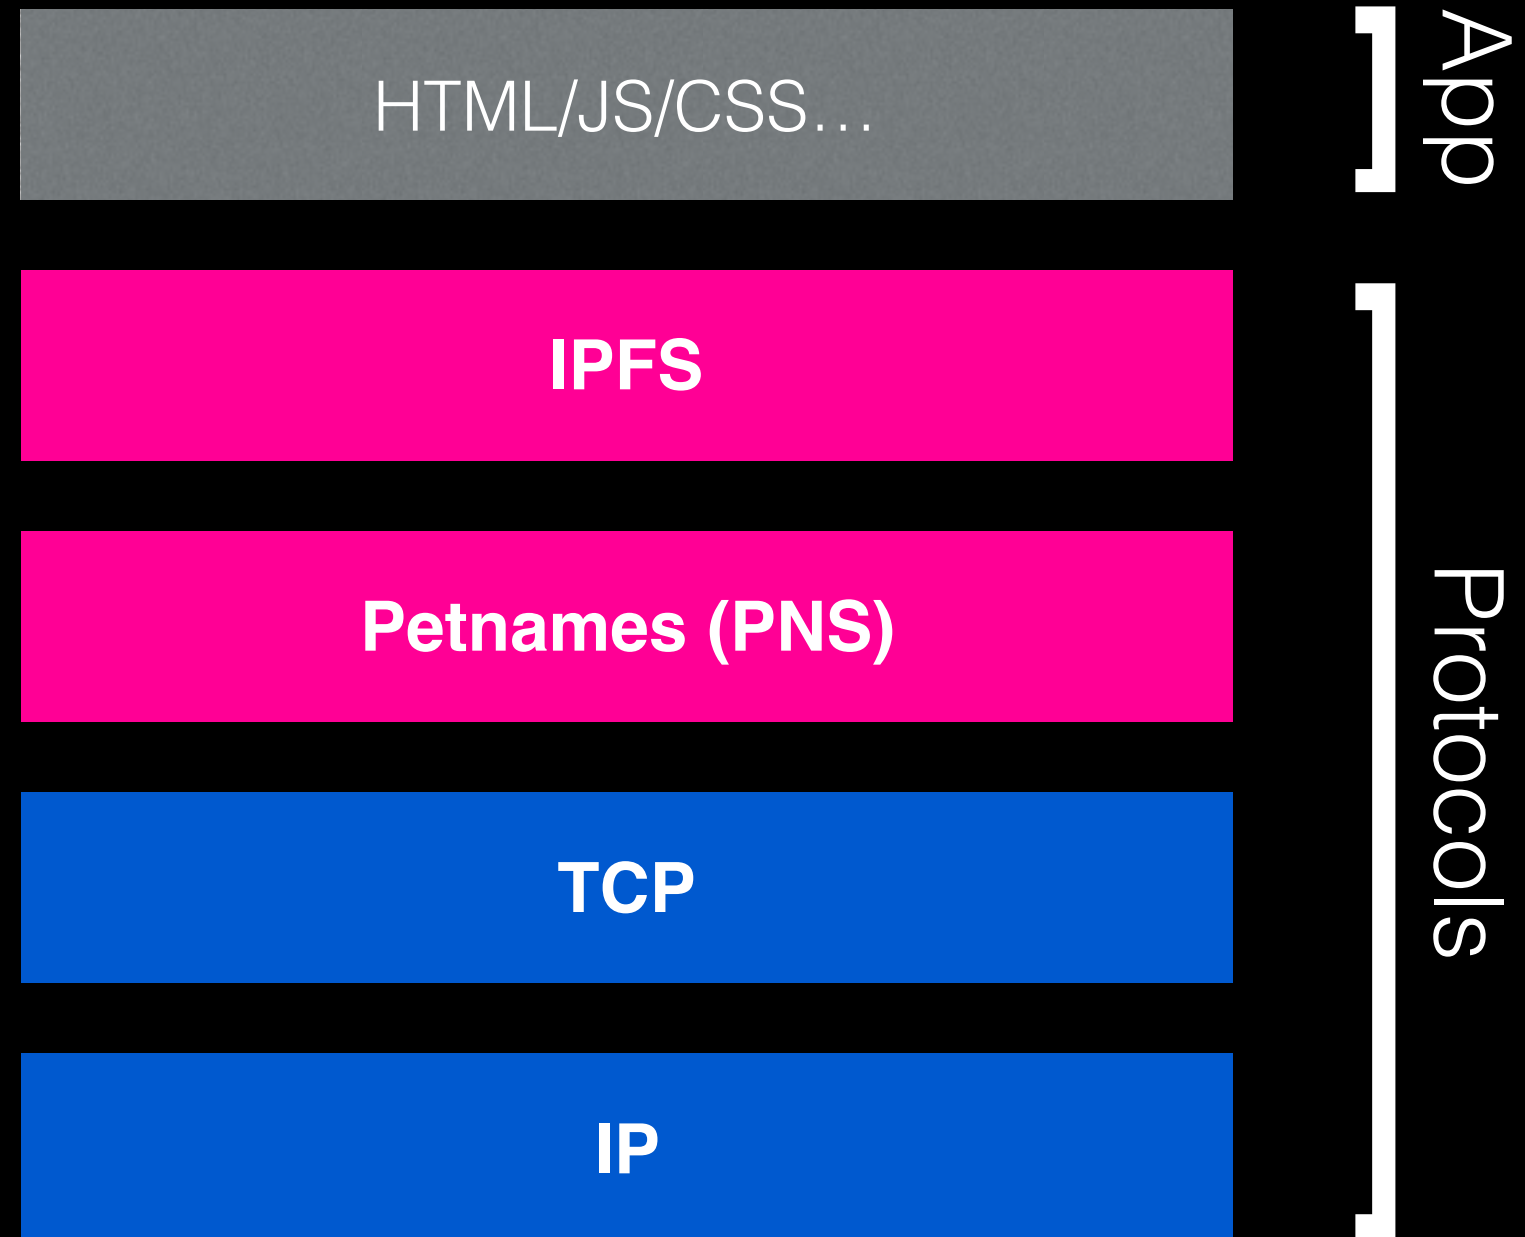 HTML/JS/CSS…
App
IPFS
Petnames (PNS)
TCP
IP
Protocols